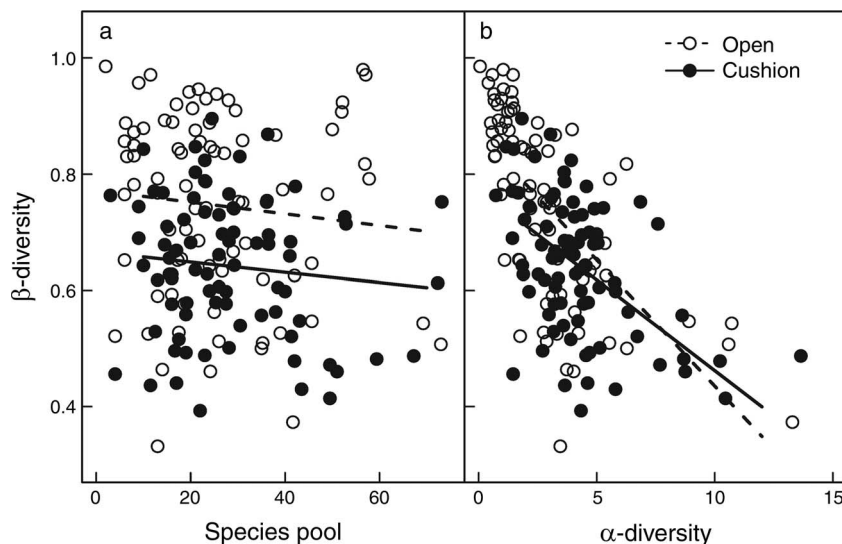 a
b
Open
Cushion
1.0
0.8
0.6
0.4
β-diversity
0 20 40 60
0 5 10 15
Species pool
α-diversity